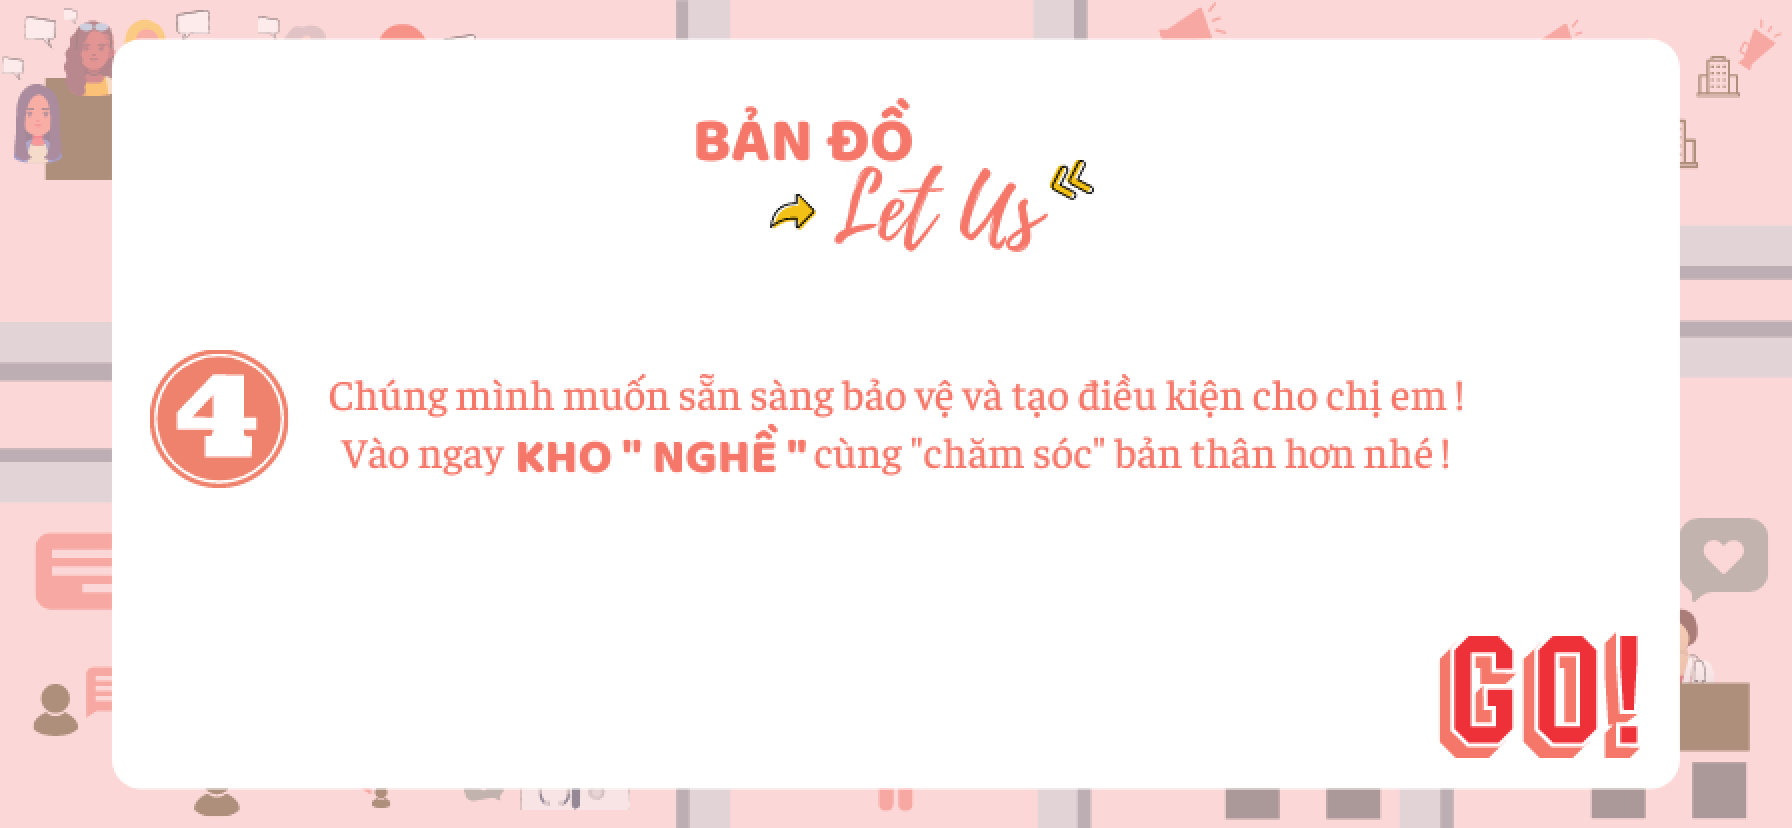 BẢN ĐỒ
Let Us
4
Chúng mình muốn sẵn sàng bảo vệ và tạo điều kiện cho chị em !
Vào ngay KHO " NGHỀ " cùng "chăm sóc" bản thân hơn nhé !
GO!